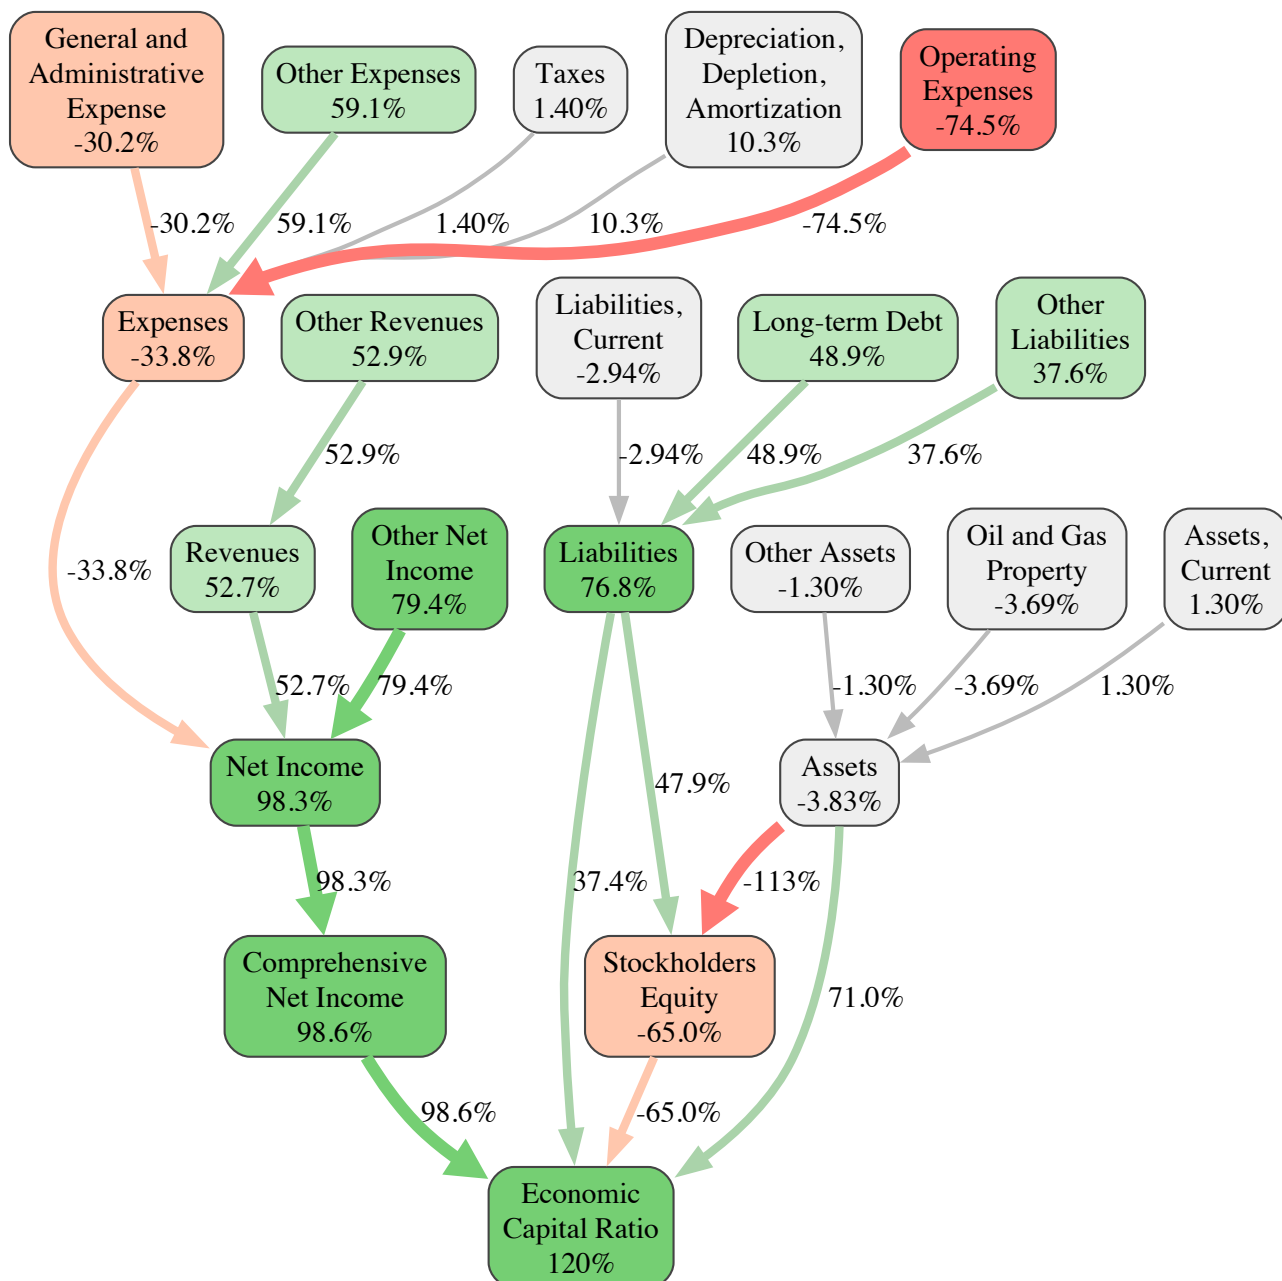 General and
Administrative
Expense
-30.2%
Other Expenses
59.1%
Taxes
1.40%
Depreciation,
Depletion,
Amortization
10.3%
Operating
Expenses
-74.5%
-30.2%
59.1%
1.40%
10.3%
-74.5%
Expenses
-33.8%
Other Revenues
52.9%
Liabilities,
Current
-2.94%
Long-term Debt
48.9%
Other
Liabilities
37.6%
52.9%
-2.94%
48.9%
37.6%
-33.8%
Revenues
52.7%
Other Net
Income
79.4%
Liabilities
76.8%
Other Assets
-1.30%
Oil and Gas
Property
-3.69%
Assets,
Current
1.30%
52.7%
79.4%
-1.30%
-3.69%
1.30%
Net Income
98.3%
47.9%
Assets
-3.83%
98.3%
37.4%
-113%
Comprehensive
Net Income
98.6%
Stockholders
Equity
-65.0%
71.0%
98.6%
-65.0%
Economic
Capital Ratio
120%